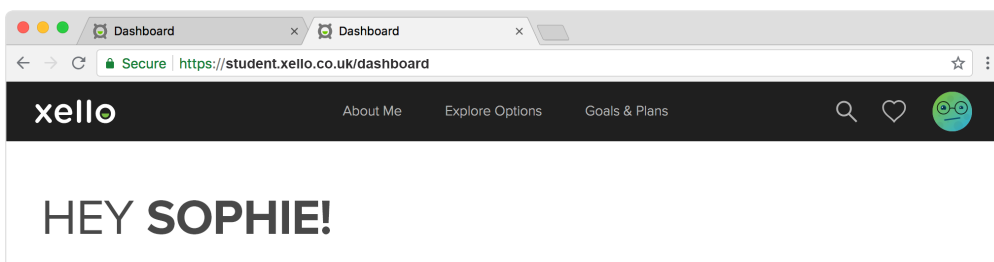 Dashboard Dashboard
Secure https://student.xello.co.uk/dashboard
xello About Me Explore Options Goals & Plans
HEY SOPHIE!